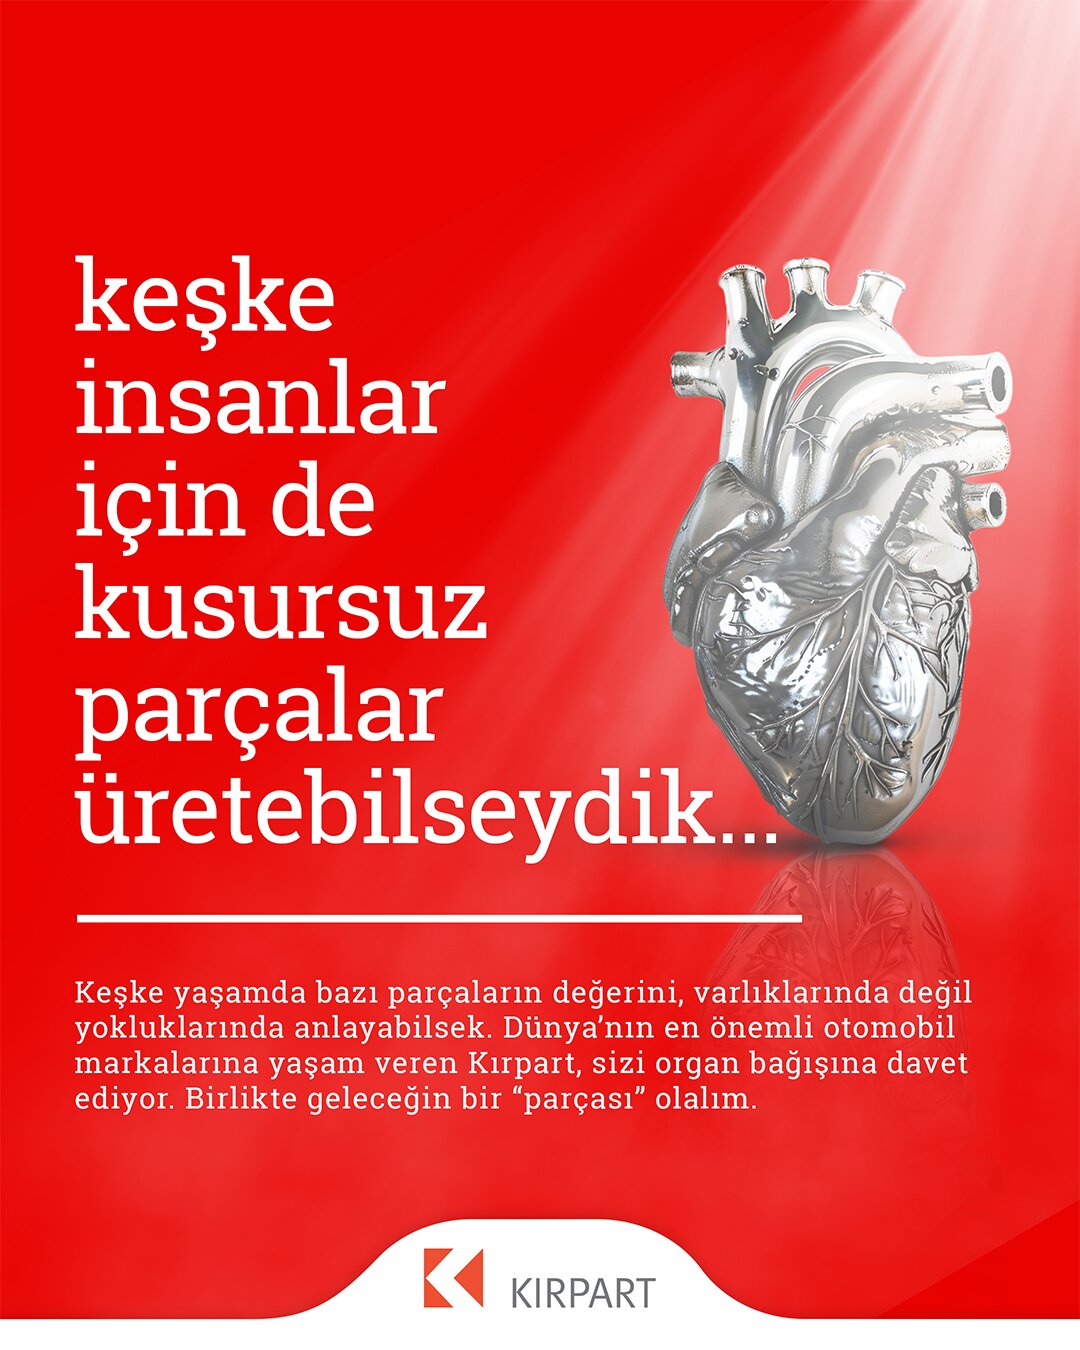 keşke
insanlar
için de
kusursuz
parçalar
üretebilseydik...
Keşke yaşamda bazı parçaların değerini, varlıklarında değil
yokluklarında anlayabilsek. Dünya’nın en önemli otomobil
markalarına yaşam veren Kırpart, sizi organ bağışına davet
ediyor. Birlikte geleceğin bir “parçası” olalım.
KIRPART